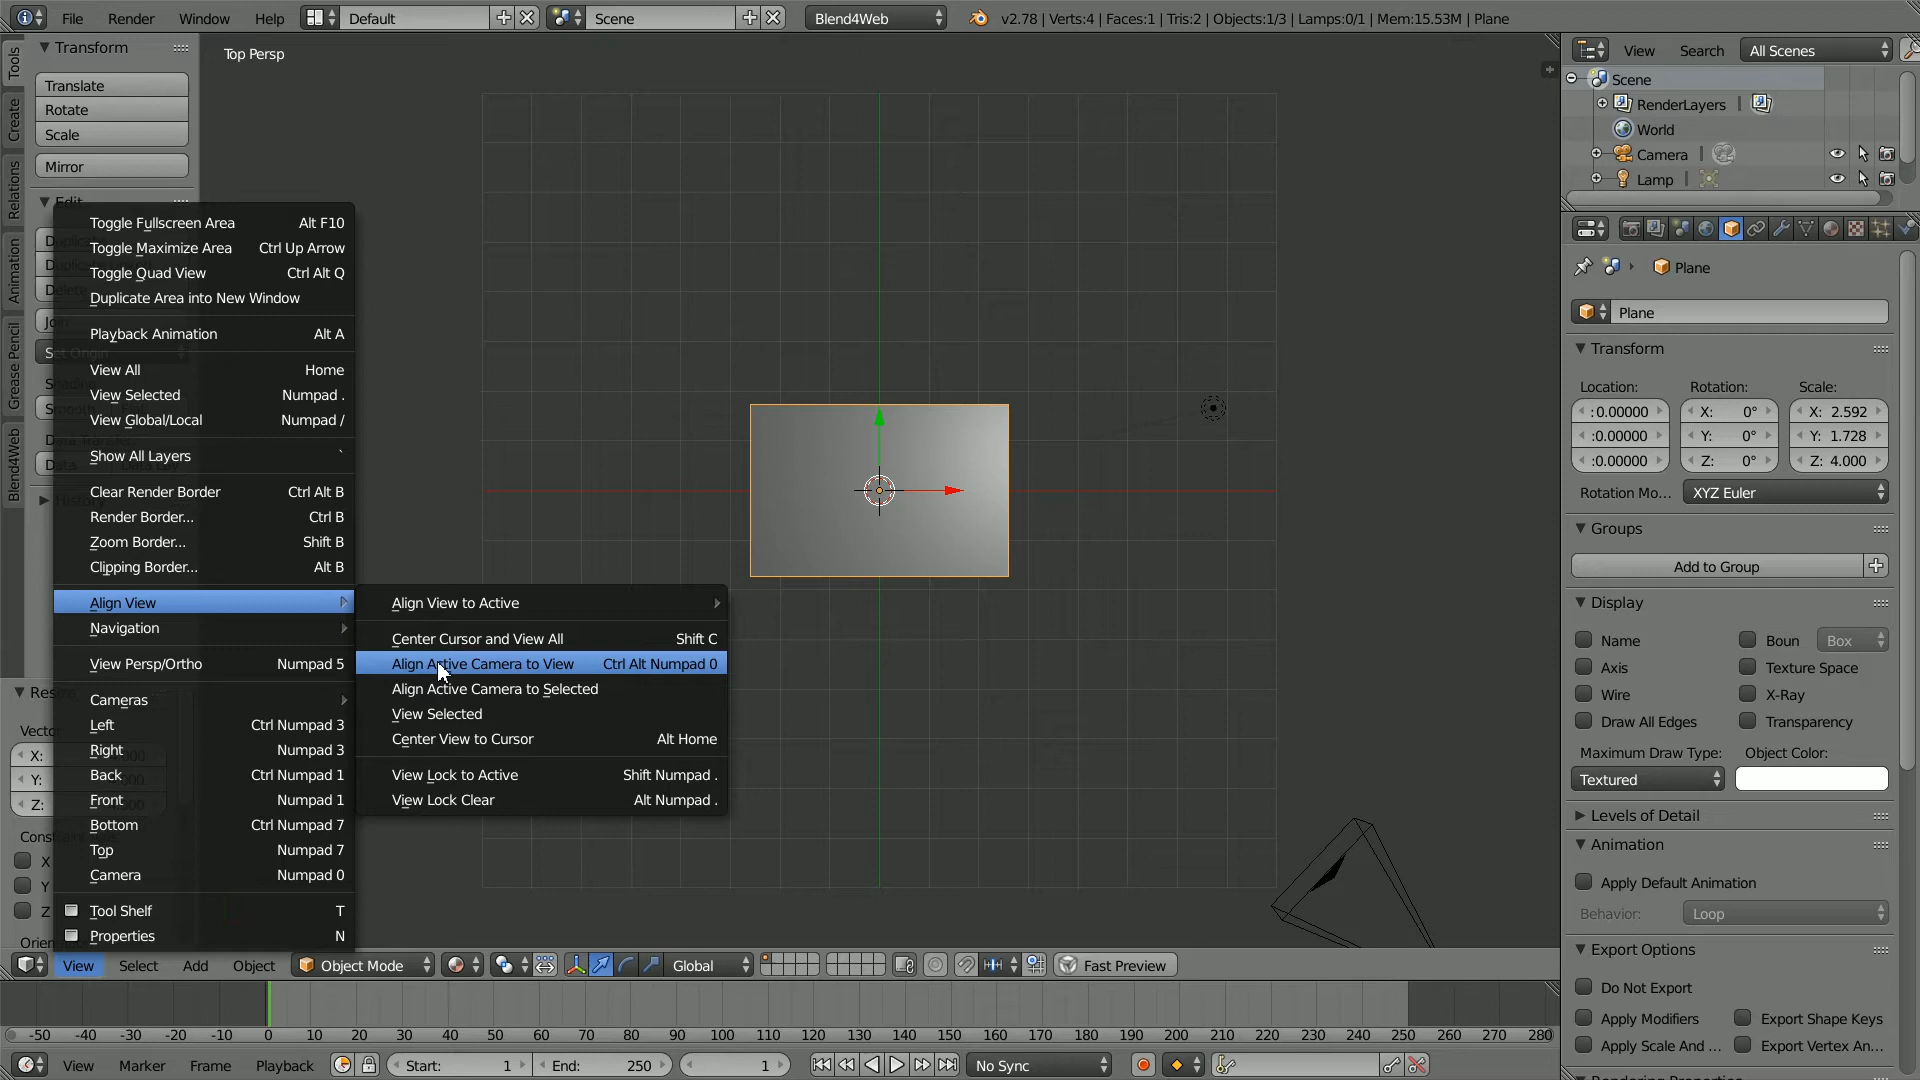 File Render Window Help Default Scene Blend4Web v2.78 | Verts:4 | Faces:1 | Tris:2 | Objects:1/3 | Lamps:0/1 | Mem:15.53M | Plane
Tools
Create
Relations
Animation
Grease Pencil
Blend4Web
Transform
Translate
Rotate
Scale
Mirror
Edit
Toggle Fullscreen Area Alt F10
Toggle Maximize Area Ctrl Up Arrow
Toggle Quad View Ctrl Alt Q
Duplicate Area into New Window
Playback Animation Alt A
View All Home
View Selected Numpad .
View Global/Local Numpad /
Show All Layers `
Clear Render Border Ctrl Alt B
Render Border... Ctrl B
Zoom Border... Shift B
Clipping Border... Alt B
Align View
Navigation
View Persp/Ortho Numpad 5
Cameras
Left Ctrl Numpad 3
Right Numpad 3
Back Ctrl Numpad 1
Front Numpad 1
Bottom Ctrl Numpad 7
Top Numpad 7
Camera Numpad 0
Tool Shelf T
Properties N
Align View to Active
Center Cursor and View All Shift C
Align Active Camera to View Ctrl Alt Numpad 0
Align Active Camera to Selected
View Selected
Center View to Cursor Alt Home
View Lock to Active Shift Numpad .
View Lock Clear Alt Numpad .
X:
Y:
Z:
X
Y
Z
Top Persp
View Search All Scenes
Scene
RenderLayers
World
Camera
Lamp
Plane
Plane
Transform
Location: Rotation: Scale:
:0.00000 X: 0° X: 2.592
:0.00000 Y: 0° Y: 1.728
:0.00000 Z: 0° Z: 4.000
Rotation Mo... XYZ Euler
Groups
Add to Group
Display
Name Boun Box
Axis Texture Space
Wire X-Ray
Draw All Edges Transparency
Maximum Draw Type: Object Color:
Textured
Levels of Detail
Animation
Apply Default Animation
Behavior: Loop
Export Options
Do Not Export
Apply Modifiers Export Shape Keys
Apply Scale And ... Export Vertex An...
View Select Add Object Object Mode Global Fast Preview
-50 -40 -30 -20 -10 0 10 20 30 40 50 60 70 80 90 100 110 120 130 140 150 160 170 180 190 200 210 220 230 240 250 260 270 280
View Marker Frame Playback Start: 1 End: 250 1 No Sync